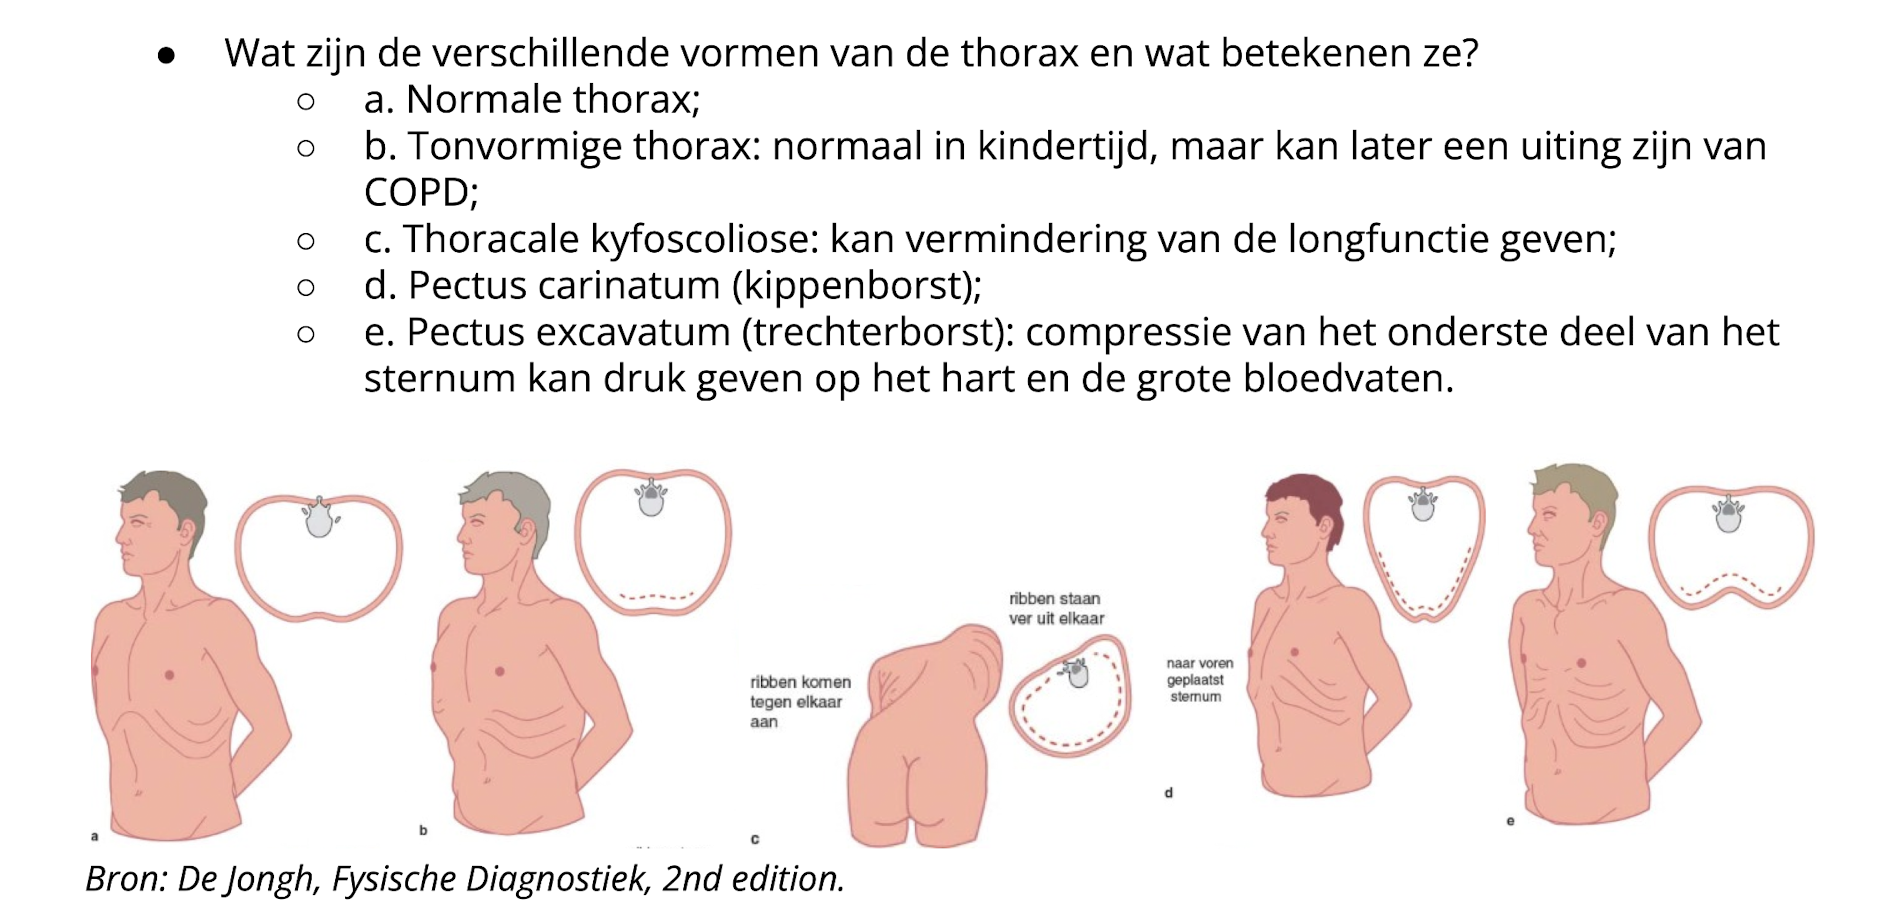 ● Wat zijn de verschillende vormen van de thorax en wat betekenen ze?
○ a. Normale thorax;
○ b. Tonvormige thorax: normaal in kindertijd, maar kan later een uiting zijn van
COPD;
○ c. Thoracale kyfoscoliose: kan vermindering van de longfunctie geven;
○ d. Pectus carinatum (kippenborst);
○ e. Pectus excavatum (trechterborst): compressie van het onderste deel van het
sternum kan druk geven op het hart en de grote bloedvaten.
a
b
ribben komen
tegen elkaar
aan
ribben staan
ver uit elkaar
c
naar voren
geplaatst
sternum
d
e
Bron: De Jongh, Fysische Diagnostiek, 2nd edition.